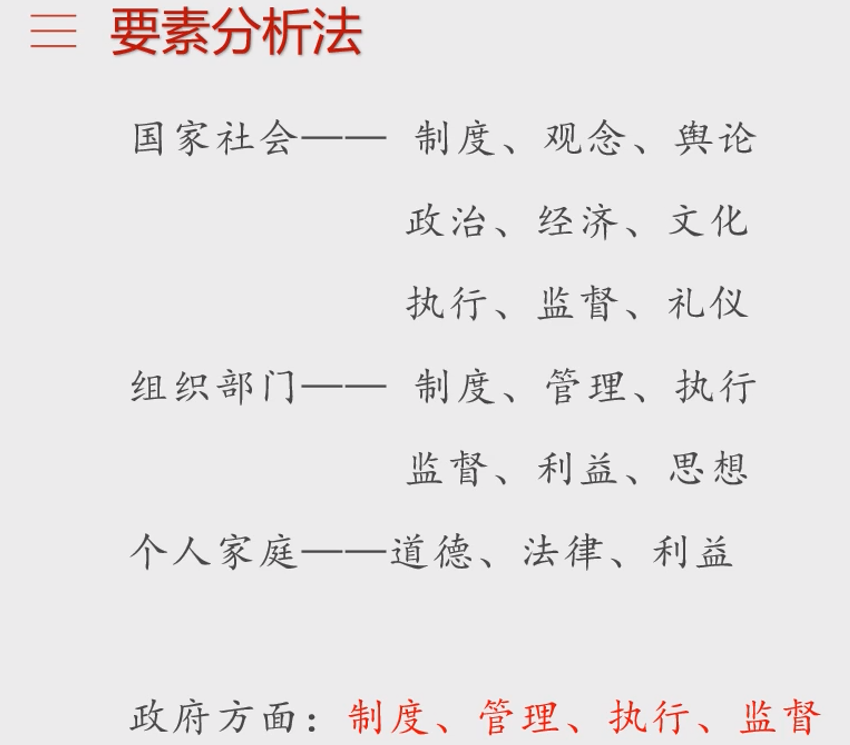 要素分析法
国家社会—— 制度、观念、舆论
政治、经济、文化
执行、监督、礼仪
组织部门—— 制度、管理、执行
监督、利益、思想
个人家庭——道德、法律、利益
政府方面：制度、管理、执行、监督